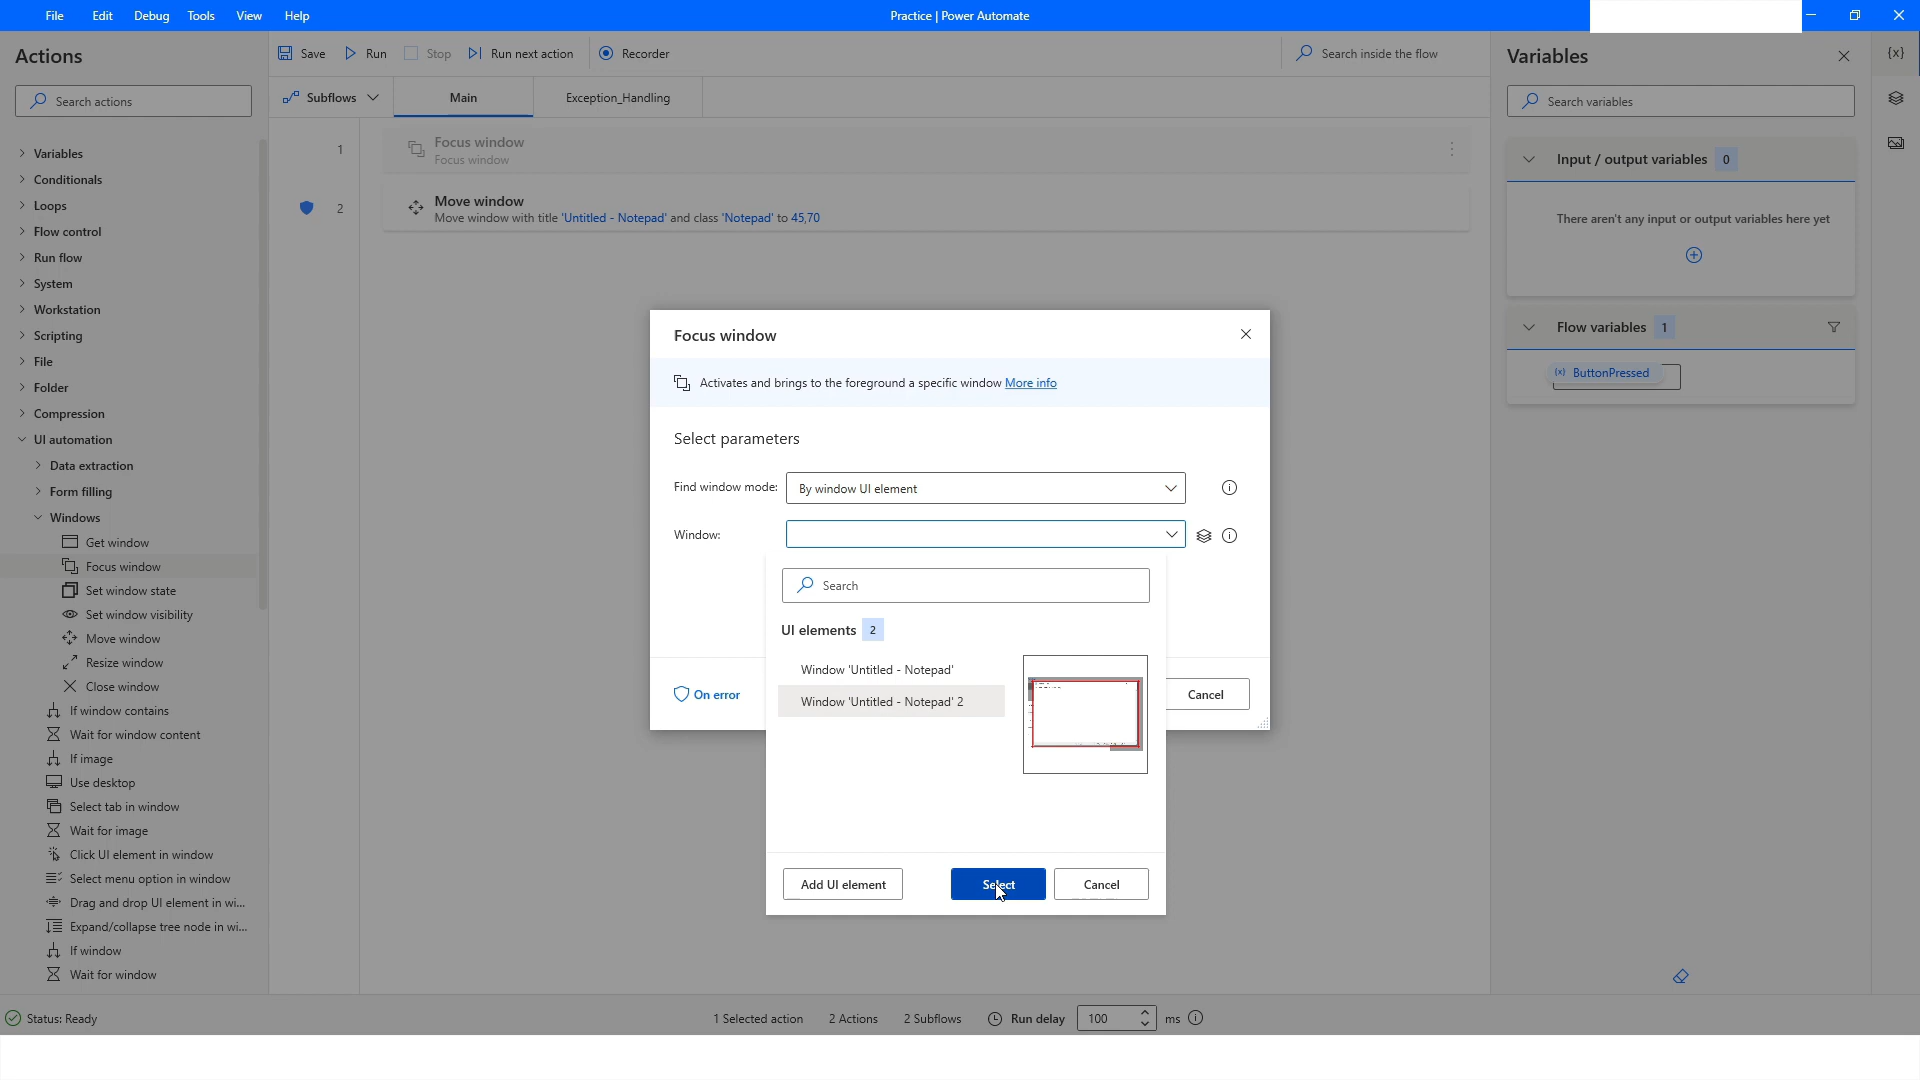 File Edit Debug Tools View Help
Practice | Power Automate
Actions
Search actions
Variables
Conditionals
Loops
Flow control
Run flow
System
Workstation
Scripting
File
Folder
Compression
UI automation
Data extraction
Form filling
Windows
Get window
Focus window
Set window state
Set window visibility
Move window
Resize window
Close window
If window contains
Wait for window content
If image
Use desktop
Select tab in window
Wait for image
Click UI element in window
Select menu option in window
Drag and drop UI element in wi...
Expand/collapse tree node in wi...
If window
Wait for window
Save Run Stop Run next action Recorder
Search inside the flow
Subflows Main Exception_Handling
1
Focus window
Focus window
2
Move window
Move window with title 'Untitled - Notepad' and class 'Notepad' to 45,70
Focus window
Activates and brings to the foreground a specific window More info
Select parameters
Find window mode: By window UI element
Window:
Search
UI elements 2
Window 'Untitled - Notepad'
Window 'Untitled - Notepad' 2
On error
Cancel
Add UI element Select Cancel
Variables
{x}
Search variables
Input / output variables 0
There aren't any input or output variables here yet
Flow variables 1
(x) ButtonPressed
Status: Ready
1 Selected action 2 Actions 2 Subflows Run delay 100 ms